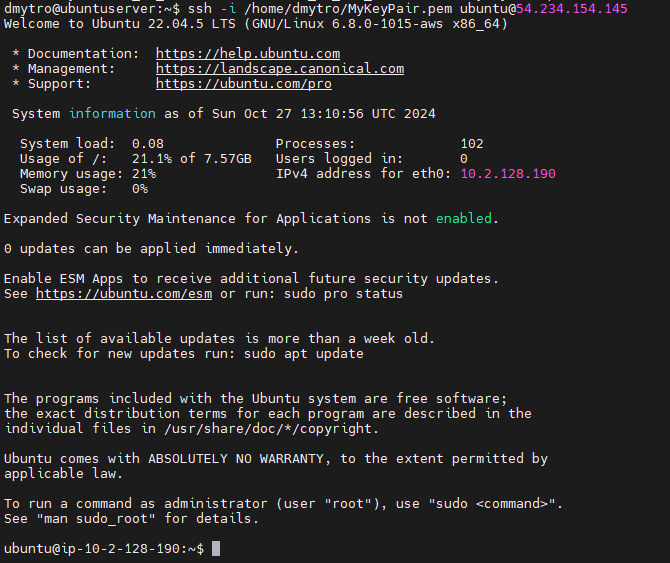 dmytro@ubuntuserver:~$ ssh -i /home/dmytro/MyKeyPair.pem ubuntu@54.234.154.145
Welcome to Ubuntu 22.04.5 LTS (GNU/Linux 6.8.0-1015-aws x86_64)

 * Documentation:  https://help.ubuntu.com
 * Management:     https://landscape.canonical.com
 * Support:        https://ubuntu.com/pro

 System information as of Sun Oct 27 13:10:56 UTC 2024

  System load:  0.08              Processes:             102
  Usage of /:   21.1% of 7.57GB   Users logged in:       0
  Memory usage: 21%               IPv4 address for eth0: 10.2.128.190
  Swap usage:   0%

Expanded Security Maintenance for Applications is not enabled.

0 updates can be applied immediately.

Enable ESM Apps to receive additional future security updates.
See https://ubuntu.com/esm or run: sudo pro status


The list of available updates is more than a week old.
To check for new updates run: sudo apt update


The programs included with the Ubuntu system are free software;
the exact distribution terms for each program are described in the
individual files in /usr/share/doc/*/copyright.

Ubuntu comes with ABSOLUTELY NO WARRANTY, to the extent permitted by
applicable law.

To run a command as administrator (user "root"), use "sudo <command>".
See "man sudo_root" for details.

ubuntu@ip-10-2-128-190:~$